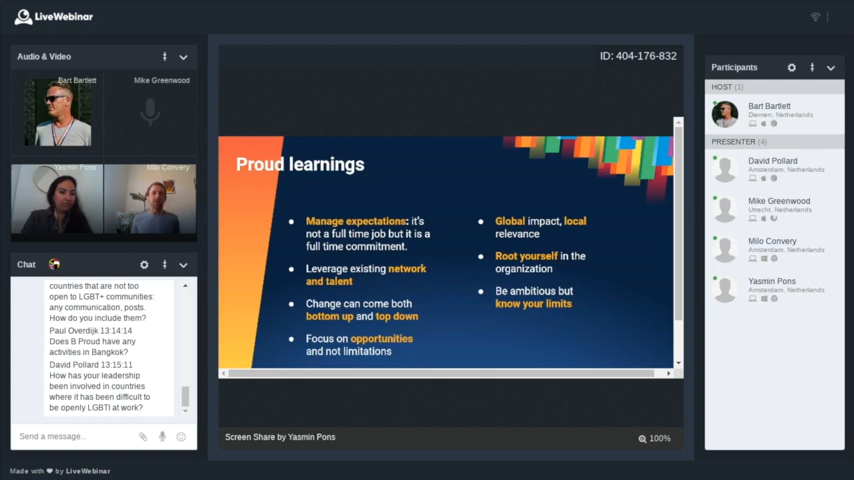 LiveWebinar
Audio & Video
Bart Bartlett
Mike Greenwood
Yasmin Pons
Milo Convery
Chat
countries that are not too
open to LGBT+ communities:
any communication, posts.
How do you include them?
Paul Overdijk 13:14:14
Does B Proud have any
activities in Bangkok?
David Pollard 13:15:11
How has your leadership
been involved in countries
where it has been difficult to
be openly LGBTI at work?
Send a message...
Made with ❤ by LiveWebinar
ID: 404-176-832
Proud learnings
● Manage expectations: it's
not a full time job but it is a
full time commitment.
● Leverage existing network
and talent
● Change can come both
bottom up and top down
● Focus on opportunities
and not limitations
● Global impact, local
relevance
● Root yourself in the
organization
● Be ambitious but
know your limits
Screen Share by Yasmin Pons
100%
Participants
HOST (1)
Bart Bartlett
Diemen, Netherlands
PRESENTER (4)
David Pollard
Amsterdam, Netherlands
Mike Greenwood
Utrecht, Netherlands
Milo Convery
Amsterdam, Netherlands
Yasmin Pons
Amsterdam, Netherlands